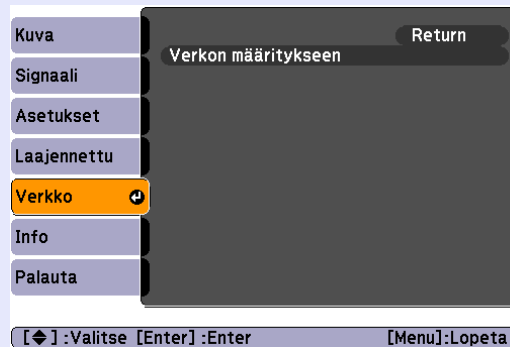 Kuva
Signaali
Asetukset
Laajennettu
Verkko
Info
Palauta
Return
Verkon määritykseen
[◆] :Valitse [Enter] :Enter [Menu]:Lopeta